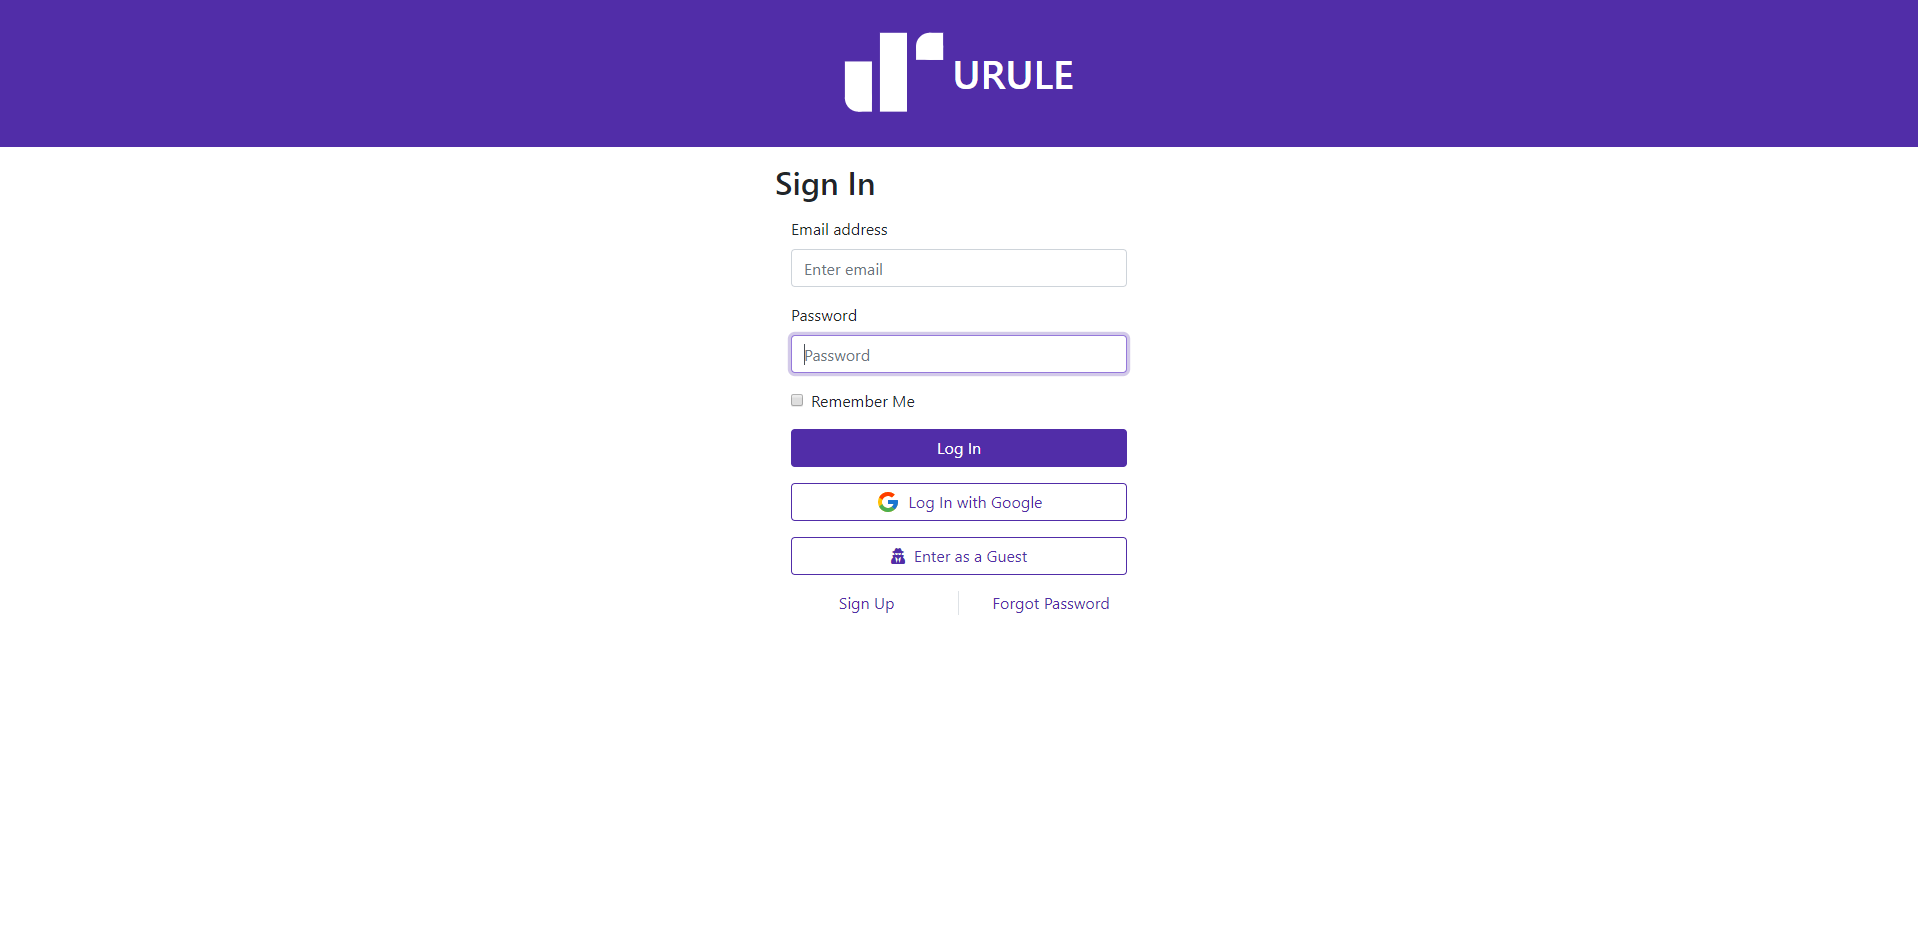 URULE
Sign In
Email address
Enter email
Password
Password
Remember Me
Log In
Log In with Google
Enter as a Guest
Sign Up
Forgot Password